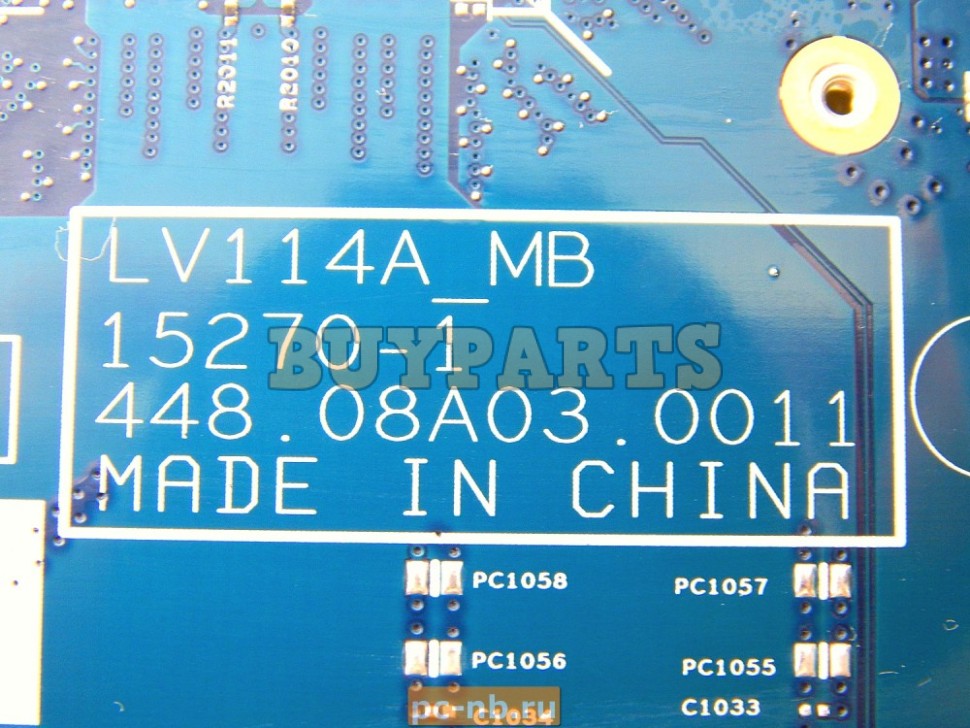 R2011
R2010
LV114A_MB
15270-1
BUYPARTS
448.08A03.0011
MADE IN CHINA
PC1058
PC1057
PC1056
PC1055
C1033
C1034
pc-nb.ru